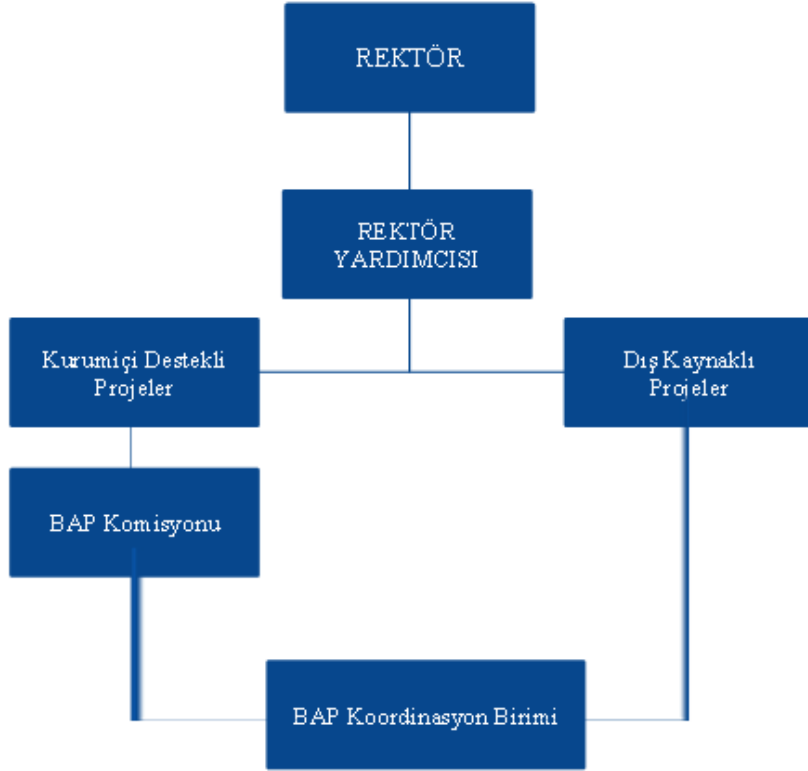 REKTÖR
REKTÖR
YARDIMCISI
Kurumiçi Destekli
Projeler
Dış Kaynaklı
Projeler
BAP Komisyonu
BAP Koordinasyon Birimi